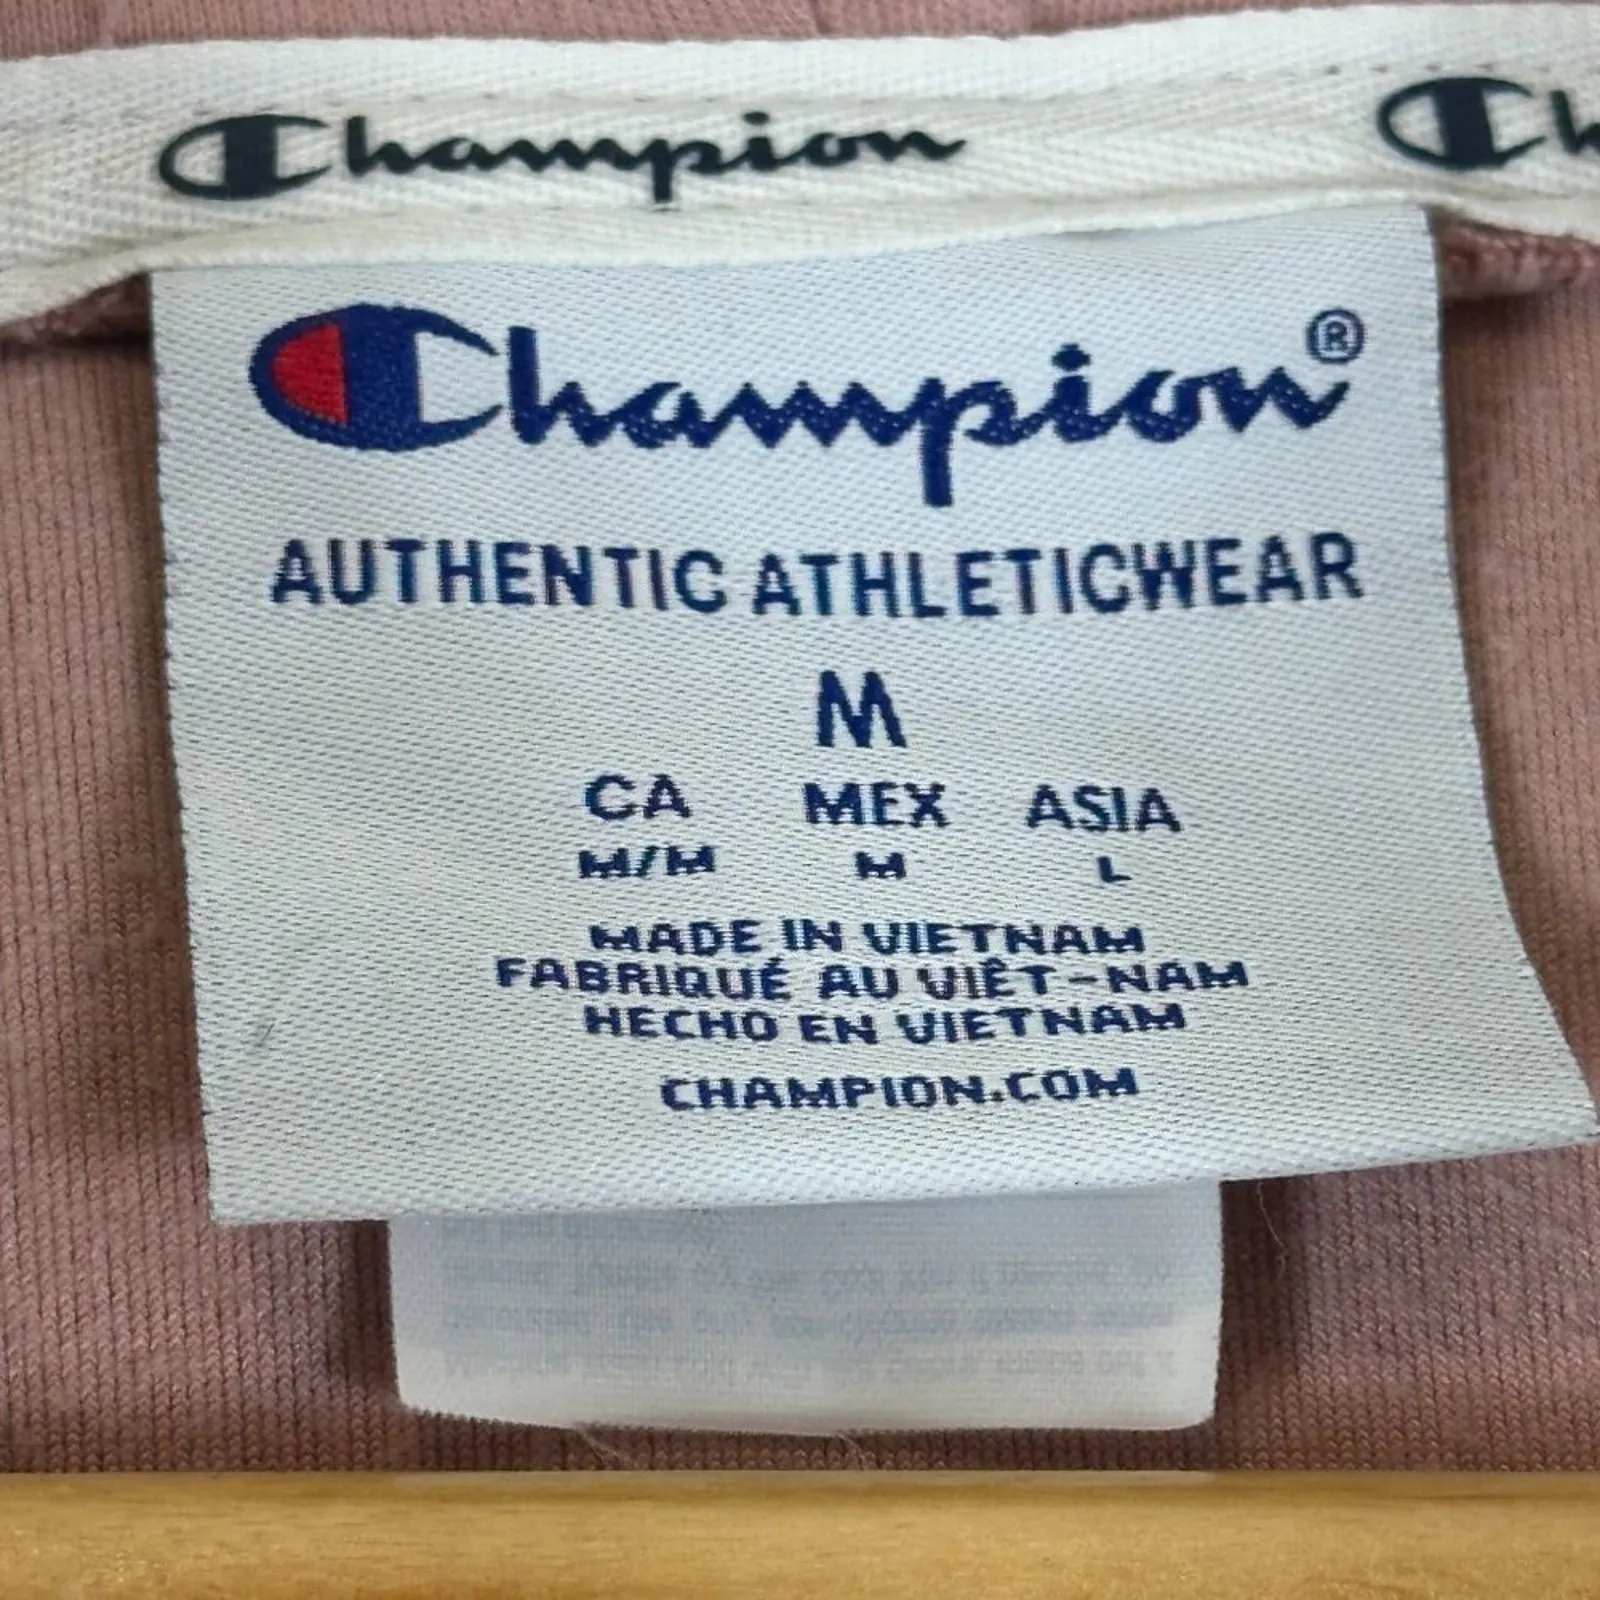 Champion Ch
Champion®
AUTHENTIC ATHLETICWEAR
M
CA MEX ASIA
M/M M L
MADE IN VIETNAM
FABRIQUÉ AU VIÊT-NAM
HECHO EN VIETNAM
CHAMPION.COM